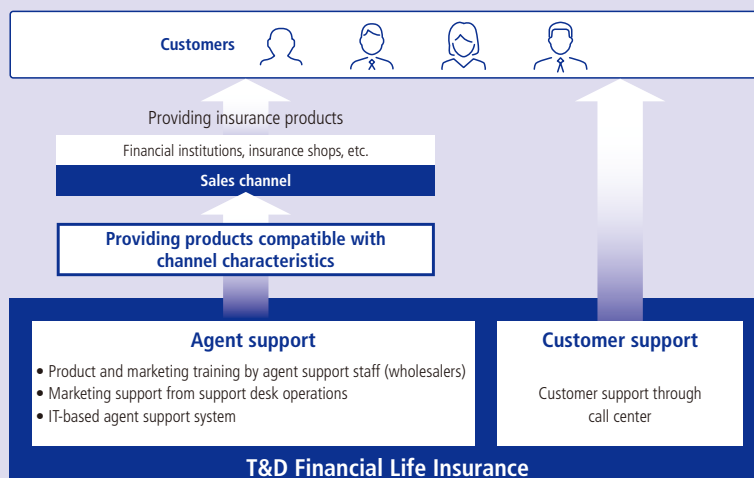 Customers
Providing insurance products
Financial institutions, insurance shops, etc.
Sales channel
Providing products compatible with
channel characteristics
Agent support
• Product and marketing training by agent support staff (wholesalers)
• Marketing support from support desk operations
• IT-based agent support system
Customer support
Customer support through
call center
T&D Financial Life Insurance